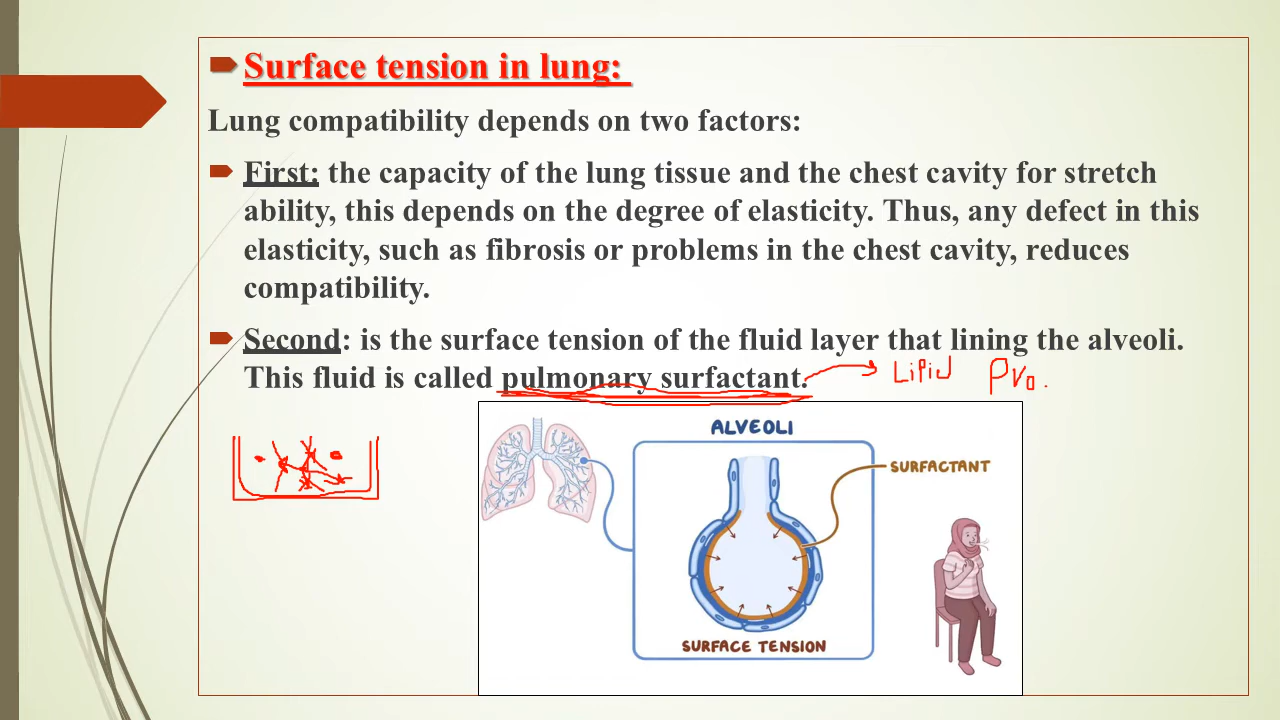 Surface tension in lung:
Lung compatibility depends on two factors:
First: the capacity of the lung tissue and the chest cavity for stretch
ability, this depends on the degree of elasticity. Thus, any defect in this
elasticity, such as fibrosis or problems in the chest cavity, reduces
compatibility.
Second: is the surface tension of the fluid layer that lining the alveoli.
This fluid is called pulmonary surfactant.
Lipid Pro.
ALVEOLI
SURFACTANT
SURFACE TENSION